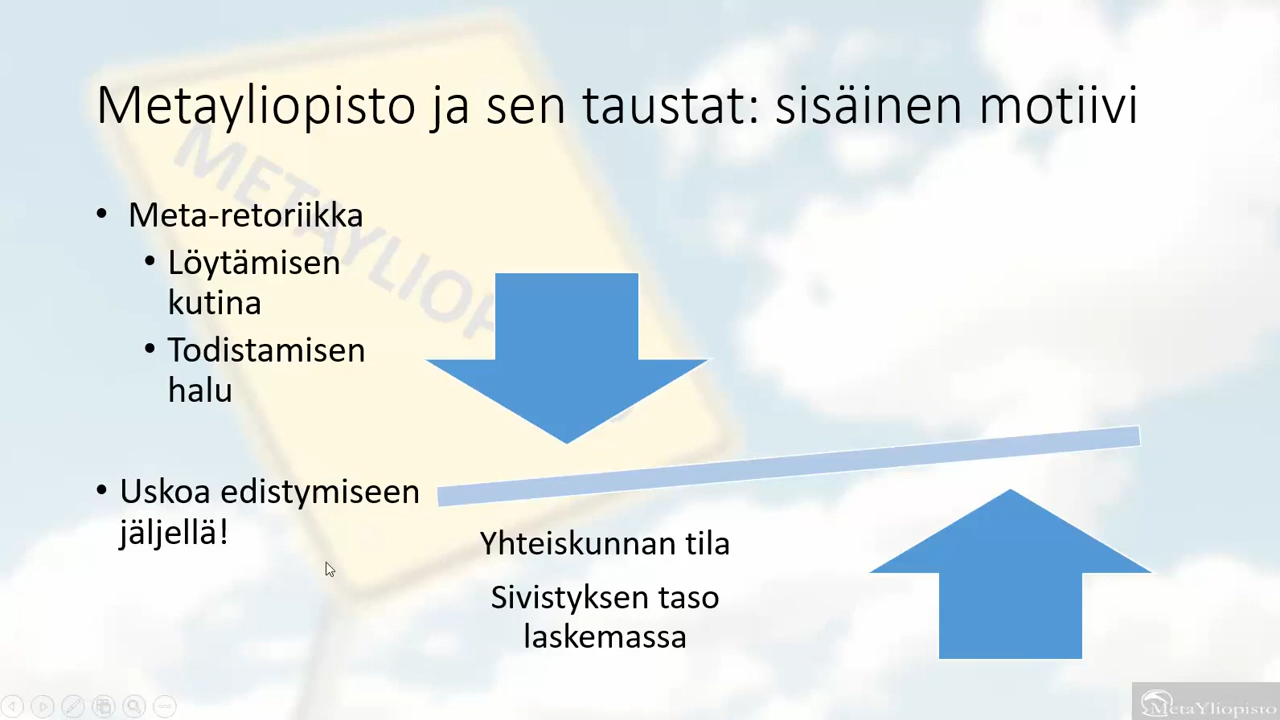 Metayliopisto ja sen taustat: sisäinen motiivi
• Meta-retoriikka
• Löytämisen
kutina
• Todistamisen
halu
• Uskoa edistymiseen
jäljellä!
Yhteiskunnan tila
Sivistyksen taso
laskemassa
MetaYliopisto